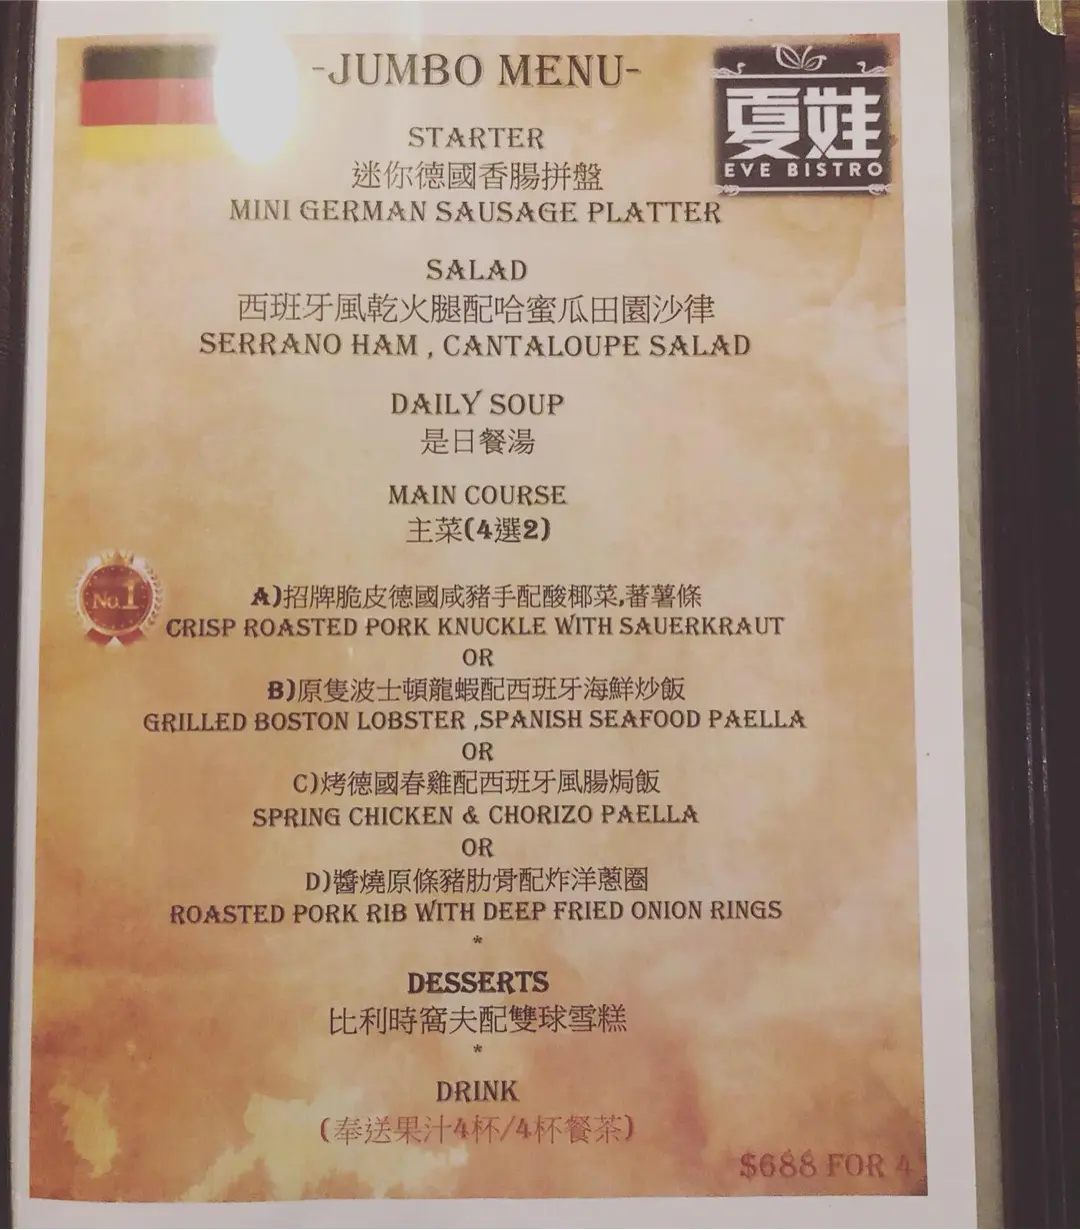 -JUMBO MENU-
夏娃
EVE BISTRO
STARTER
迷你德國香腸拼盤
MINI GERMAN SAUSAGE PLATTER
SALAD
西班牙風乾火腿配哈蜜瓜田園沙律
SERRANO HAM , CANTALOUPE SALAD
DAILY SOUP
是日餐湯
MAIN COURSE
主菜(4選2)
No.1
A)招牌脆皮德國咸豬手配酸椰菜,蕃薯條
CRISP ROASTED PORK KNUCKLE WITH SAUERKRAUT
OR
B)原隻波士頓龍蝦配西班牙海鮮炒飯
GRILLED BOSTON LOBSTER ,SPANISH SEAFOOD PAELLA
OR
C)烤德國春雞配西班牙風腸焗飯
SPRING CHICKEN & CHORIZO PAELLA
OR
D)醬燒原條豬肋骨配炸洋蔥圈
ROASTED PORK RIB WITH DEEP FRIED ONION RINGS
*
DESSERTS
比利時窩夫配雙球雪糕
*
DRINK
(奉送果汁4杯/4杯餐茶)
$688 FOR 4